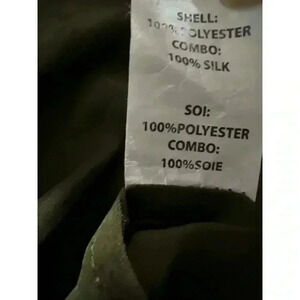 SHELL:
100%POLYESTER
COMBO:
100% SILK
SOI:
100%POLYESTER
COMBO:
100%SOIE